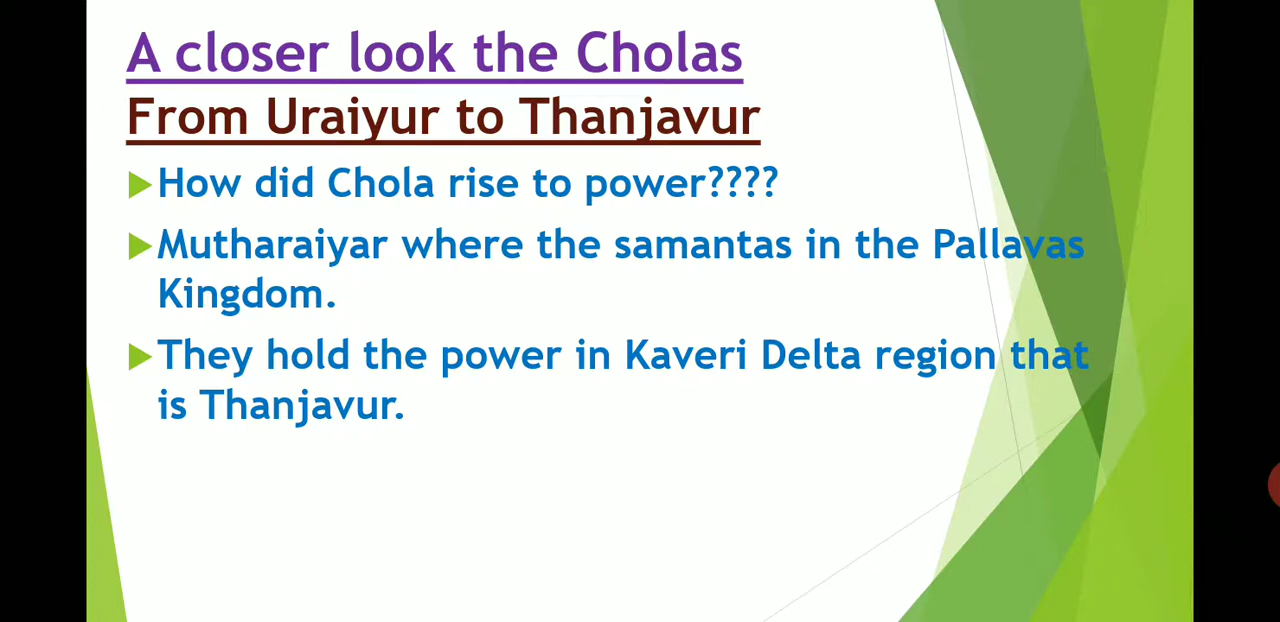 A closer look the Cholas
From Uraiyur to Thanjavur
How did Chola rise to power????
Mutharaiyar where the samantas in the Pallavas
Kingdom.
They hold the power in Kaveri Delta region that
is Thanjavur.